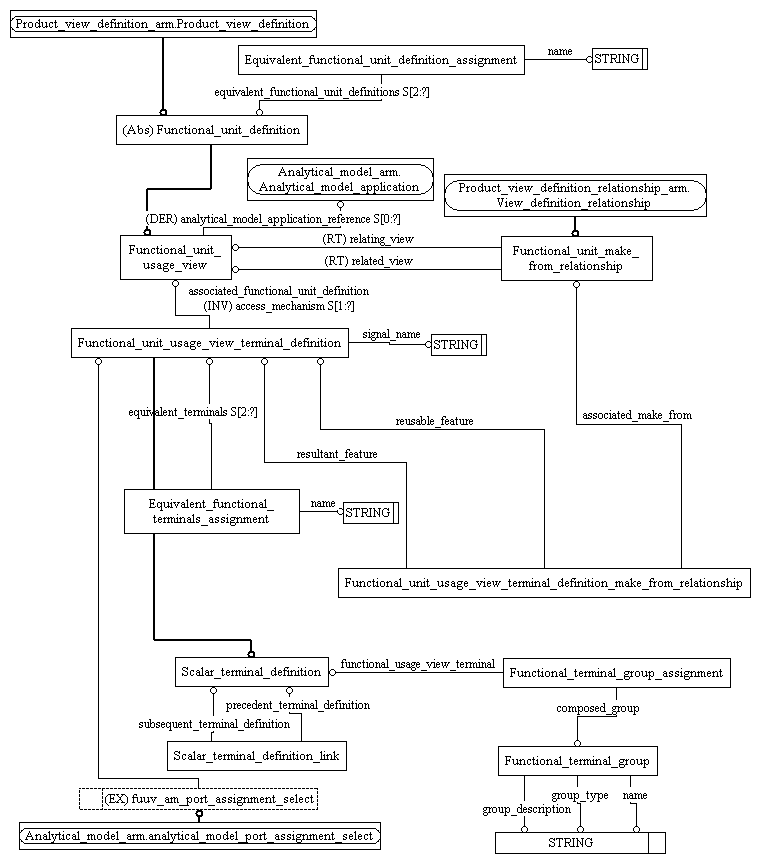 Product_view_definition_arm.Product_view_definition
Equivalent_functional_unit_definition_assignment
name
STRING
equivalent_functional_unit_definitions S[2:?]
(Abs) Functional_unit_definition
Analytical_model_arm.
Analytical_model_application
Product_view_definition_relationship_arm.
View_definition_relationship
(DER) analytical_model_application_reference S[0:?]
Functional_unit_
usage_view
(RT) relating_view
(RT) related_view
Functional_unit_make_
from_relationship
associated_functional_unit_definition
(INV) access_mechanism S[1:?]
Functional_unit_usage_view_terminal_definition
signal_name
STRING
equivalent_terminals S[2:?]
reusable_feature
associated_make_from
resultant_feature
Equivalent_functional_
terminals_assignment
name
STRING
Functional_unit_usage_view_terminal_definition_make_from_relationship
Scalar_terminal_definition
functional_usage_view_terminal
Functional_terminal_group_assignment
precedent_terminal_definition
subsequent_terminal_definition
composed_group
Scalar_terminal_definition_link
Functional_terminal_group
(EX) fuuv_am_port_assignment_select
group_description
group_type
name
Analytical_model_arm.analytical_model_port_assignment_select
STRING